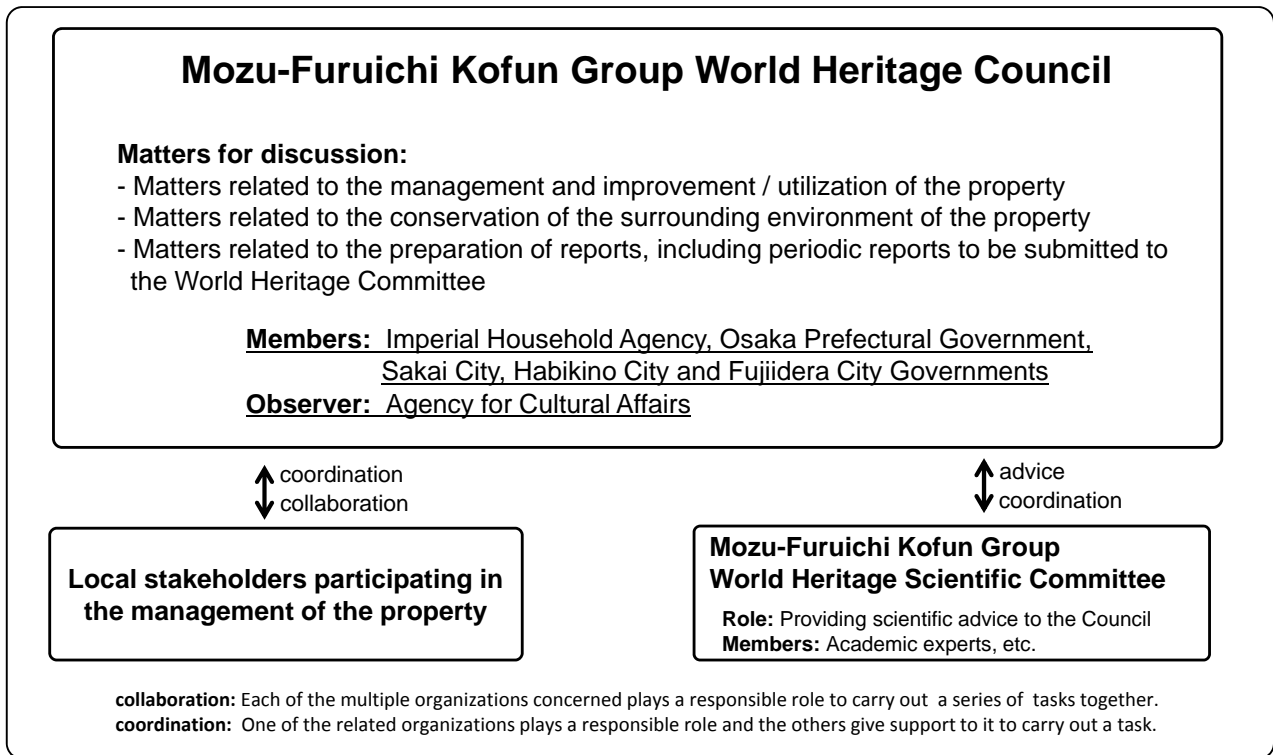 Mozu-Furuichi Kofun Group World Heritage Council
Matters for discussion:
- Matters related to the management and improvement / utilization of the property
- Matters related to the conservation of the surrounding environment of the property
- Matters related to the preparation of reports, including periodic reports to be submitted to
the World Heritage Committee
Members: Imperial Household Agency, Osaka Prefectural Government,
Sakai City, Habikino City and Fujiidera City Governments
Observer: Agency for Cultural Affairs
coordination
collaboration
advice
coordination
Local stakeholders participating in
the management of the property
Mozu-Furuichi Kofun Group
World Heritage Scientific Committee
Role: Providing scientific advice to the Council
Members: Academic experts, etc.
collaboration: Each of the multiple organizations concerned plays a responsible role to carry out a series of tasks together.
coordination: One of the related organizations plays a responsible role and the others give support to it to carry out a task.